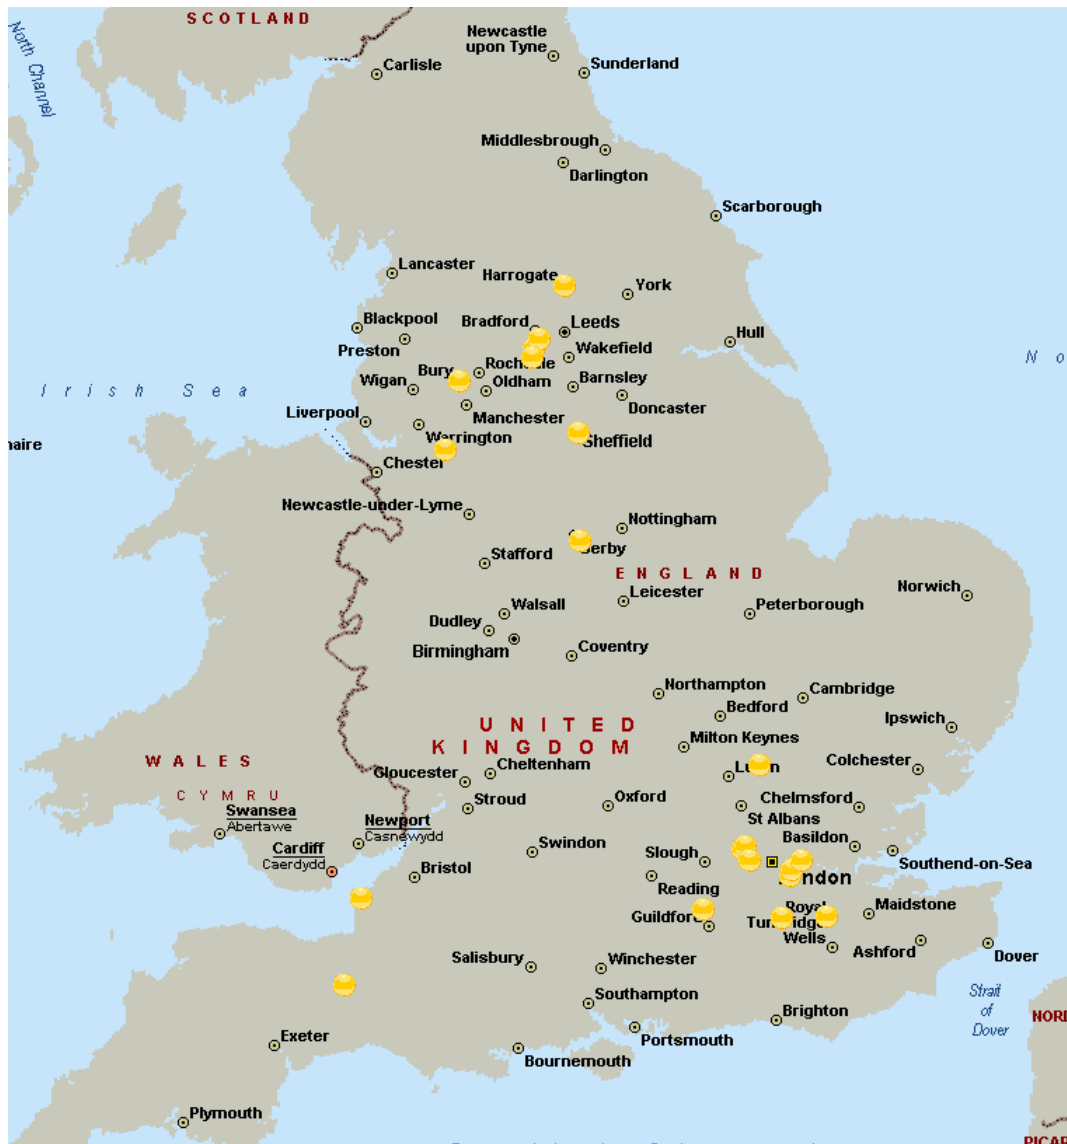 SCOTLAND
Newcastle
upon Tyne
North Channel
Carlisle
Sunderland
Middlesbrough
Darlington
Scarborough
Lancaster
Harrogate
York
Blackpool
Bradford
Leeds
Hull
Preston
Wakefield
N o
Irish Sea
Bury
Wigan
Oldham
Barnsley
Doncaster
Liverpool
Manchester
naire
Warrington
Sheffield
Chester
Newcastle-under-Lyme
Nottingham
Stafford
ENGLAND
Norwich
Leicester
Walsall
Peterborough
Dudley
Birmingham
Coventry
Northampton
Cambridge
Bedford
Ipswich
UNITED
KINGDOM
Milton Keynes
WALES
Cheltenham
Gloucester
Colchester
CYMRU
Swansea
Abertawe
Stroud
Oxford
Chelmsford
St Albans
Newport
Casnewydd
Basildon
Cardiff
Caerdydd
Swindon
Slough
Southend-on-Sea
Bristol
Reading
Royal
Maidstone
Guildford
Wells
Ashford
Dover
Salisbury
Winchester
Southampton
Strait
of
Dover
Brighton
NORD
Exeter
Portsmouth
Bournemouth
Plymouth
PICAR